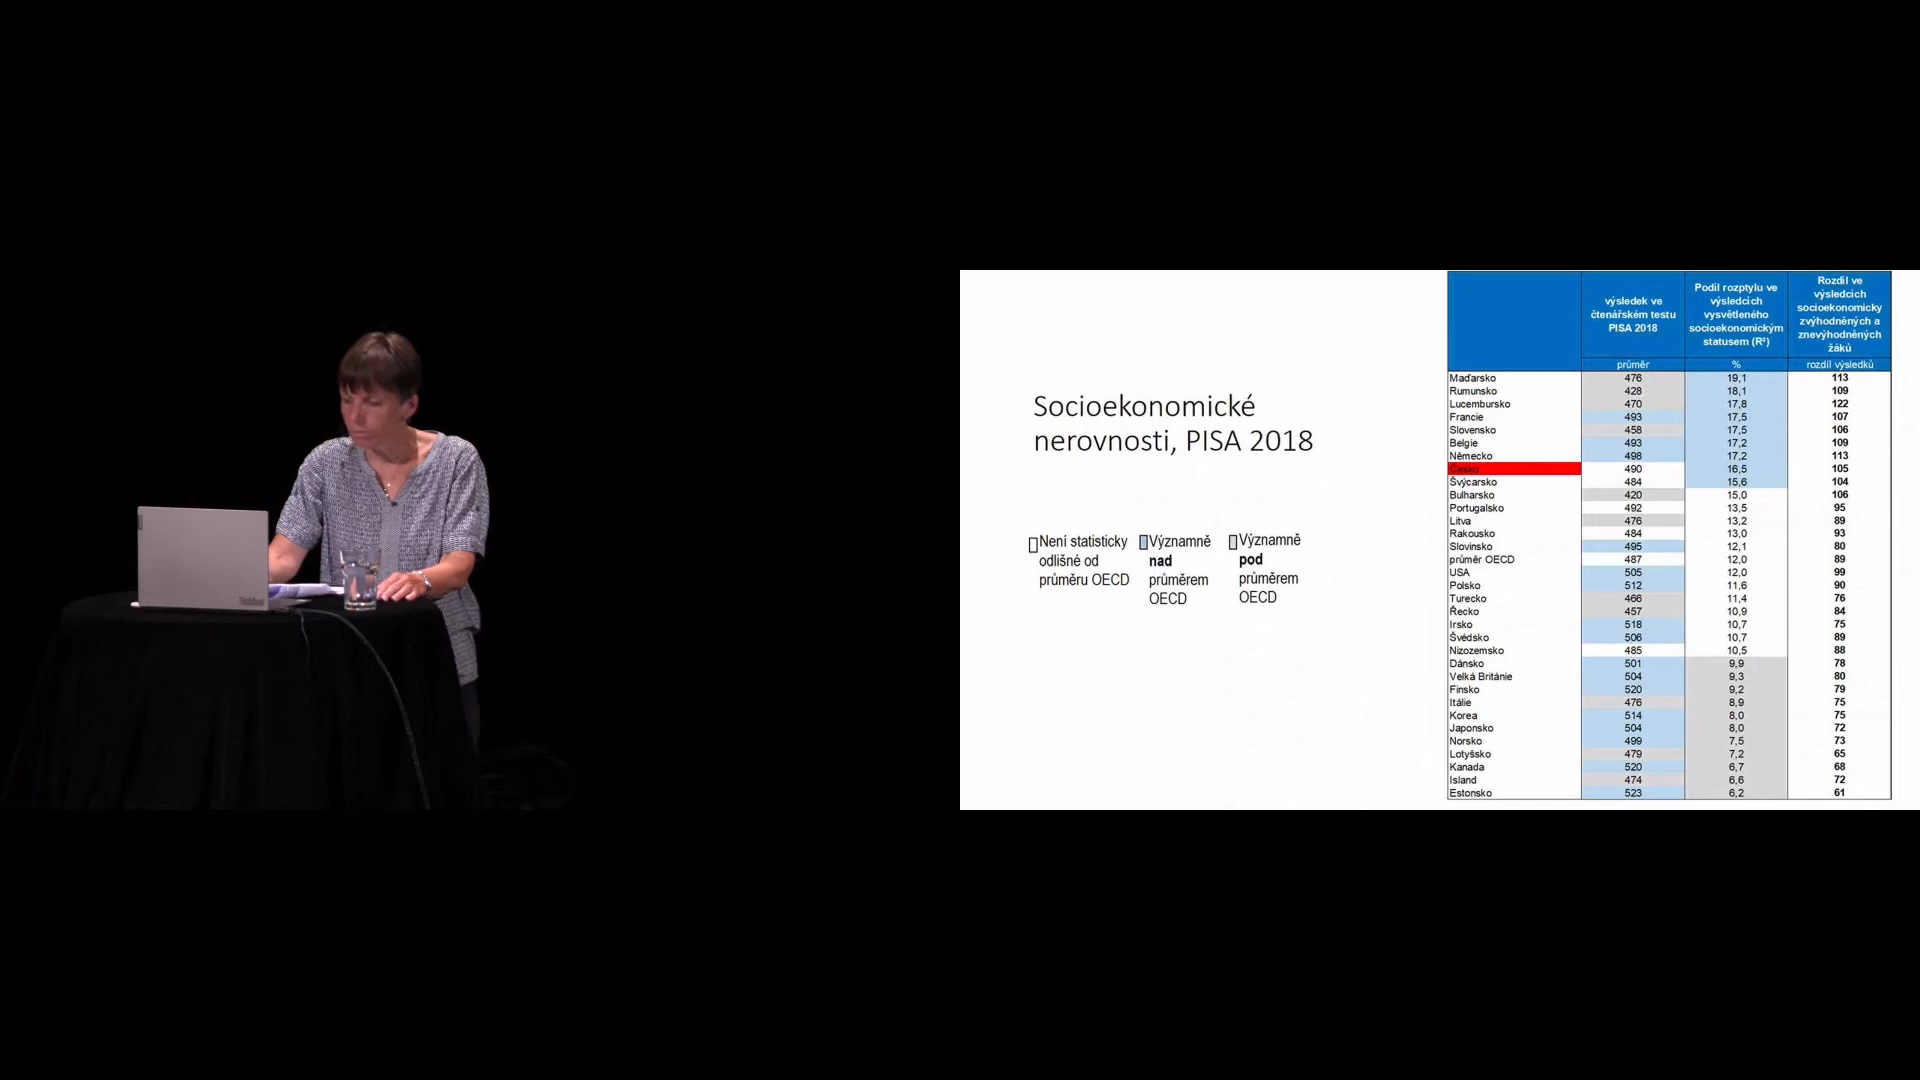 Socioekonomické
nerovnosti, PISA 2018
Není statisticky
odlišné od
průměru OECD
Významně
nad
průměrem
OECD
Významně
pod
průměrem
OECD
výsledek ve
čtenářském testu
PISA 2018
Podíl rozptylu ve
výsledcích
vysvětleného
socioekonomickým
statusem (R²)
Rozdíl ve
výsledcích
socioekonomicky
zvýhodněných a
znevýhodněných
žáků
průměr % rozdíl výsledků
Maďarsko 476 19,1 113
Rumunsko 428 18,1 109
Lucembursko 470 17,8 122
Francie 493 17,5 107
Slovensko 458 17,5 106
Belgie 493 17,2 109
Německo 498 17,2 113
Česko 490 16,5 105
Švýcarsko 484 15,6 104
Bulharsko 420 15,0 106
Portugalsko 492 13,5 95
Litva 476 13,2 89
Rakousko 484 13,0 93
Slovinsko 495 12,1 80
průměr OECD 487 12,0 89
USA 505 12,0 99
Polsko 512 11,6 90
Turecko 466 11,4 76
Řecko 457 10,9 84
Irsko 518 10,7 75
Švédsko 506 10,7 89
Nizozemsko 485 10,5 88
Dánsko 501 9,9 78
Velká Británie 504 9,3 80
Finsko 520 9,2 79
Itálie 476 8,9 75
Korea 514 8,0 75
Japonsko 504 8,0 72
Norsko 499 7,5 73
Lotyšsko 479 7,2 65
Kanada 520 6,7 68
Island 474 6,6 72
Estonsko 523 6,2 61
ThinkBook